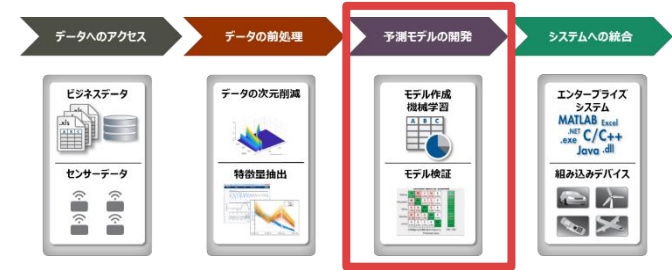 データへのアクセス
データの前処理
予測モデルの開発
システムへの統合
ビジネスデータ
センサーデータ
データの次元削減
特徴量抽出
モデル作成
機械学習
A B C
モデル検証
エンタープライズ
システム
MATLAB Excel
.NET
.exe C/C++
Java .dll
組み込みデバイス